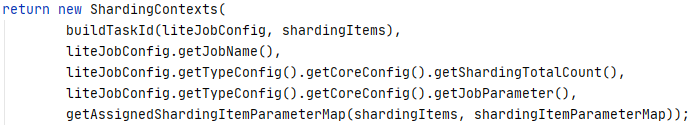 return new ShardingContexts(
        buildTaskId(liteJobConfig, shardingItems),
        liteJobConfig.getJobName(),
        liteJobConfig.getTypeConfig().getCoreConfig().getShardingTotalCount(),
        liteJobConfig.getTypeConfig().getCoreConfig().getJobParameter(),
        getAssignedShardingItemParameterMap(shardingItems, shardingItemParameterMap));